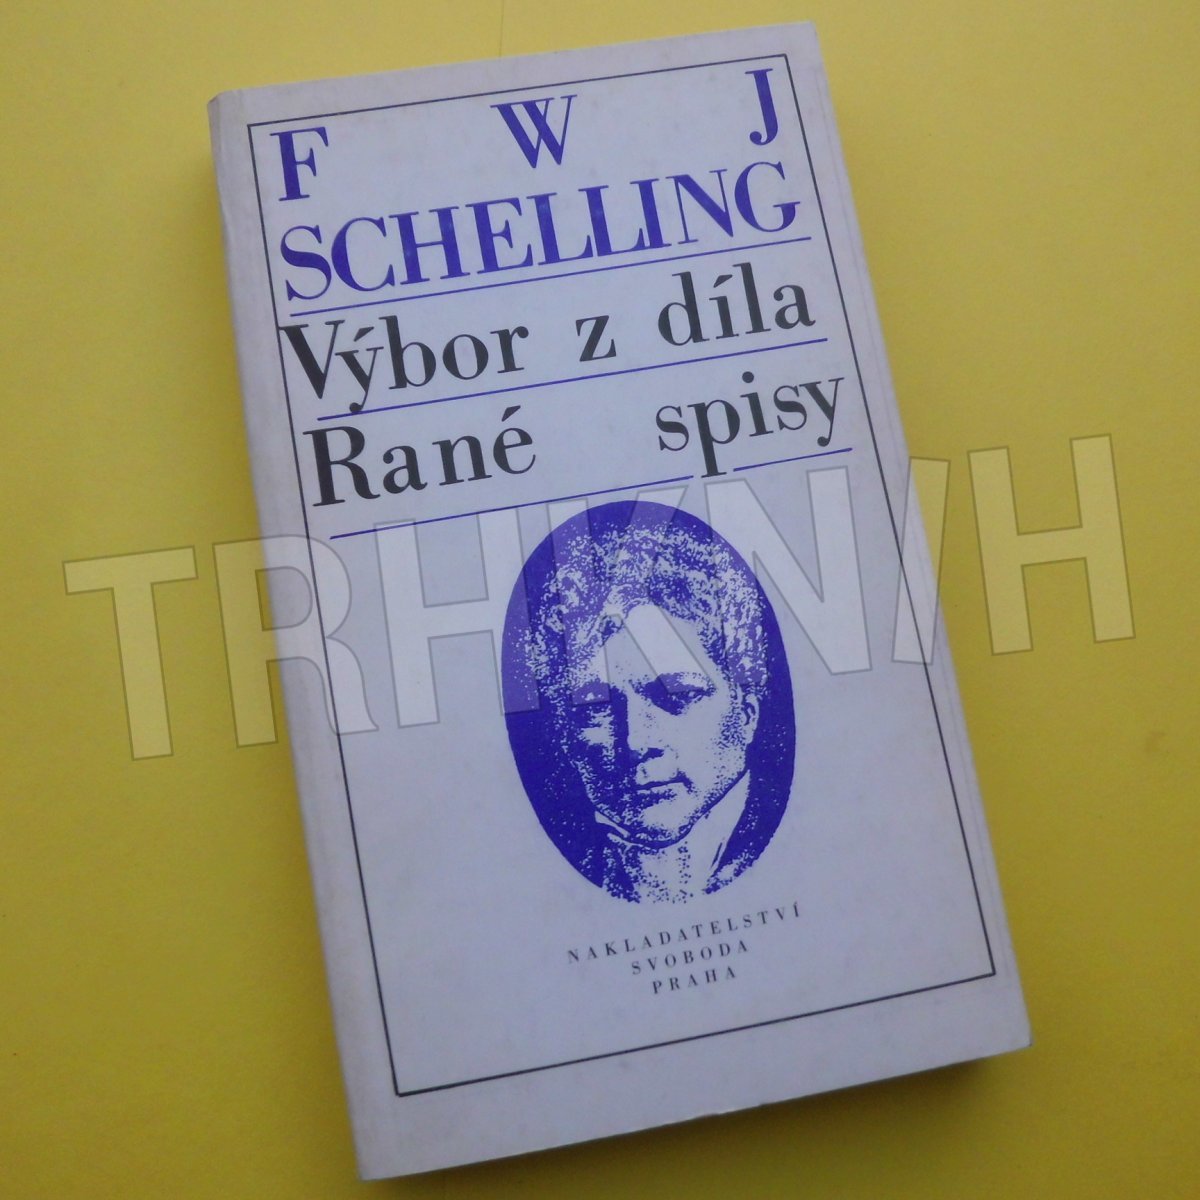 F W J
SCHELLING
Výbor z díla
Rané spisy
TRHKNIH
NAKLADATELSTVÍ
SVOBODA
PRAHA